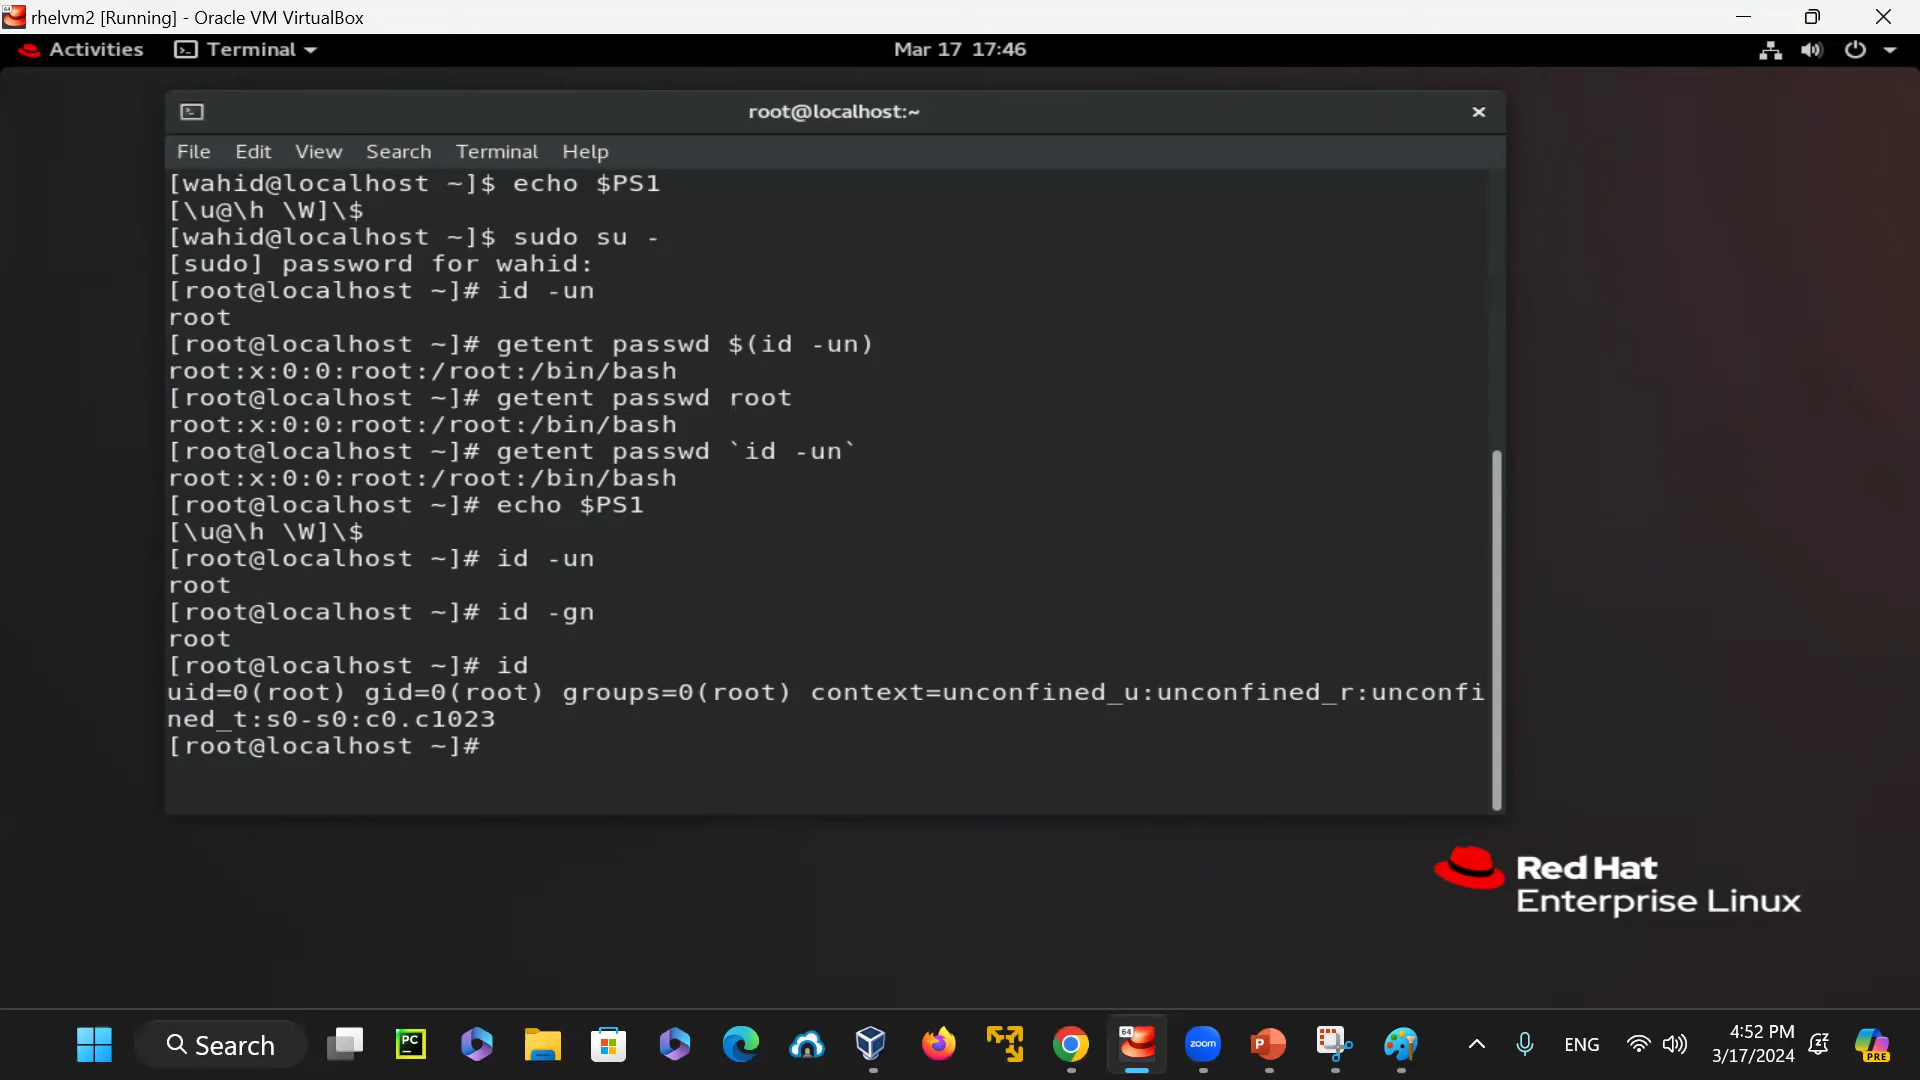 rhelvm2 [Running] - Oracle VM VirtualBox
Activities Terminal Mar 17 17:46
root@localhost:~
File Edit View Search Terminal Help
[wahid@localhost ~]$ echo $PS1
[\u@\h \W]\$
[wahid@localhost ~]$ sudo su -
[sudo] password for wahid:
[root@localhost ~]# id -un
root
[root@localhost ~]# getent passwd $(id -un)
root:x:0:0:root:/root:/bin/bash
[root@localhost ~]# getent passwd root
root:x:0:0:root:/root:/bin/bash
[root@localhost ~]# getent passwd `id -un`
root:x:0:0:root:/root:/bin/bash
[root@localhost ~]# echo $PS1
[\u@\h \W]\$
[root@localhost ~]# id -un
root
[root@localhost ~]# id -gn
root
[root@localhost ~]# id
uid=0(root) gid=0(root) groups=0(root) context=unconfined_u:unconfined_r:unconfi
ned_t:s0-s0:c0.c1023
[root@localhost ~]#
Red Hat
Enterprise Linux
Search PC 64 zoom P ENG 4:52 PM
3/17/2024
PRE